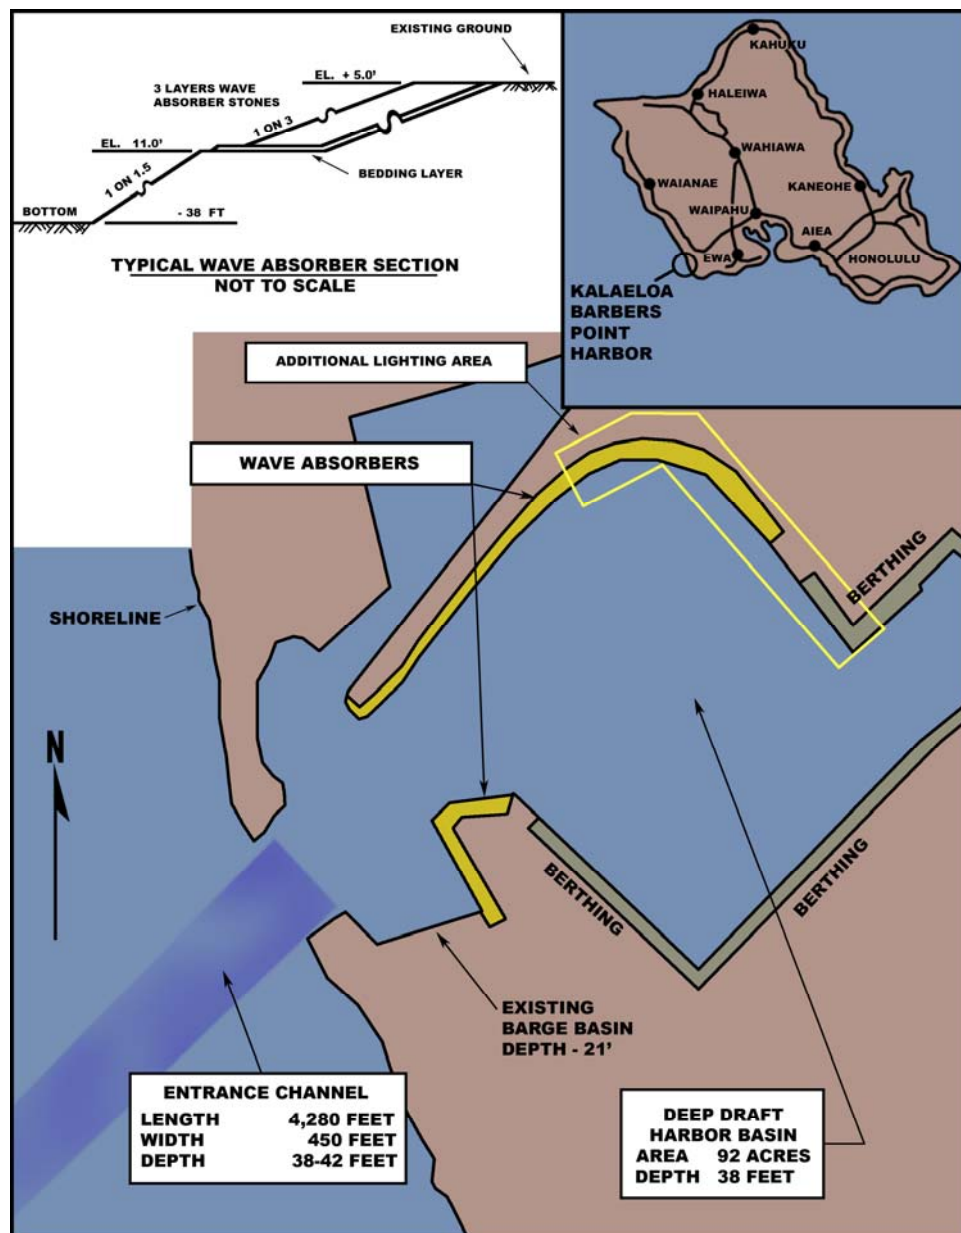 EXISTING GROUND
EL. + 5.0'
3 LAYERS WAVE
ABSORBER STONES
1 ON 3
EL. 11.0'
1 ON 1.5
BEDDING LAYER
BOTTOM
- 38 FT
TYPICAL WAVE ABSORBER SECTION
NOT TO SCALE
KAHUKU
HALEIWA
WAHIAWA
WAIANAE
KANEOHE
WAIPAHU
AIEA
EWA
HONOLULU
KALAELOA
BARBERS
POINT
HARBOR
ADDITIONAL LIGHTING AREA
WAVE ABSORBERS
BERTHING
SHORELINE
N
BERTHING
BERTHING
EXISTING
BARGE BASIN
DEPTH - 21'
ENTRANCE CHANNEL
LENGTH 4,280 FEET
WIDTH 450 FEET
DEPTH 38-42 FEET
DEEP DRAFT
HARBOR BASIN
AREA 92 ACRES
DEPTH 38 FEET